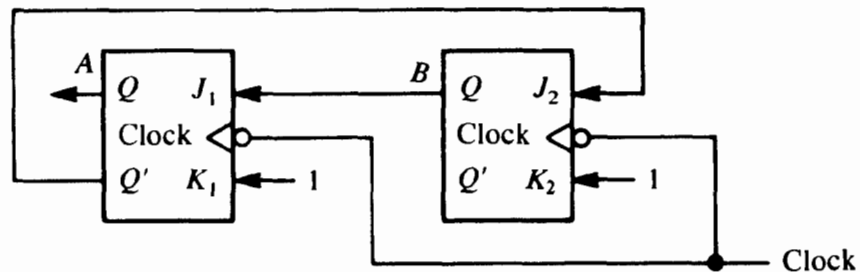 A
Q J₁
Clock
Q' K₁
1
B
Q J₂
Clock
Q' K₂
1
Clock